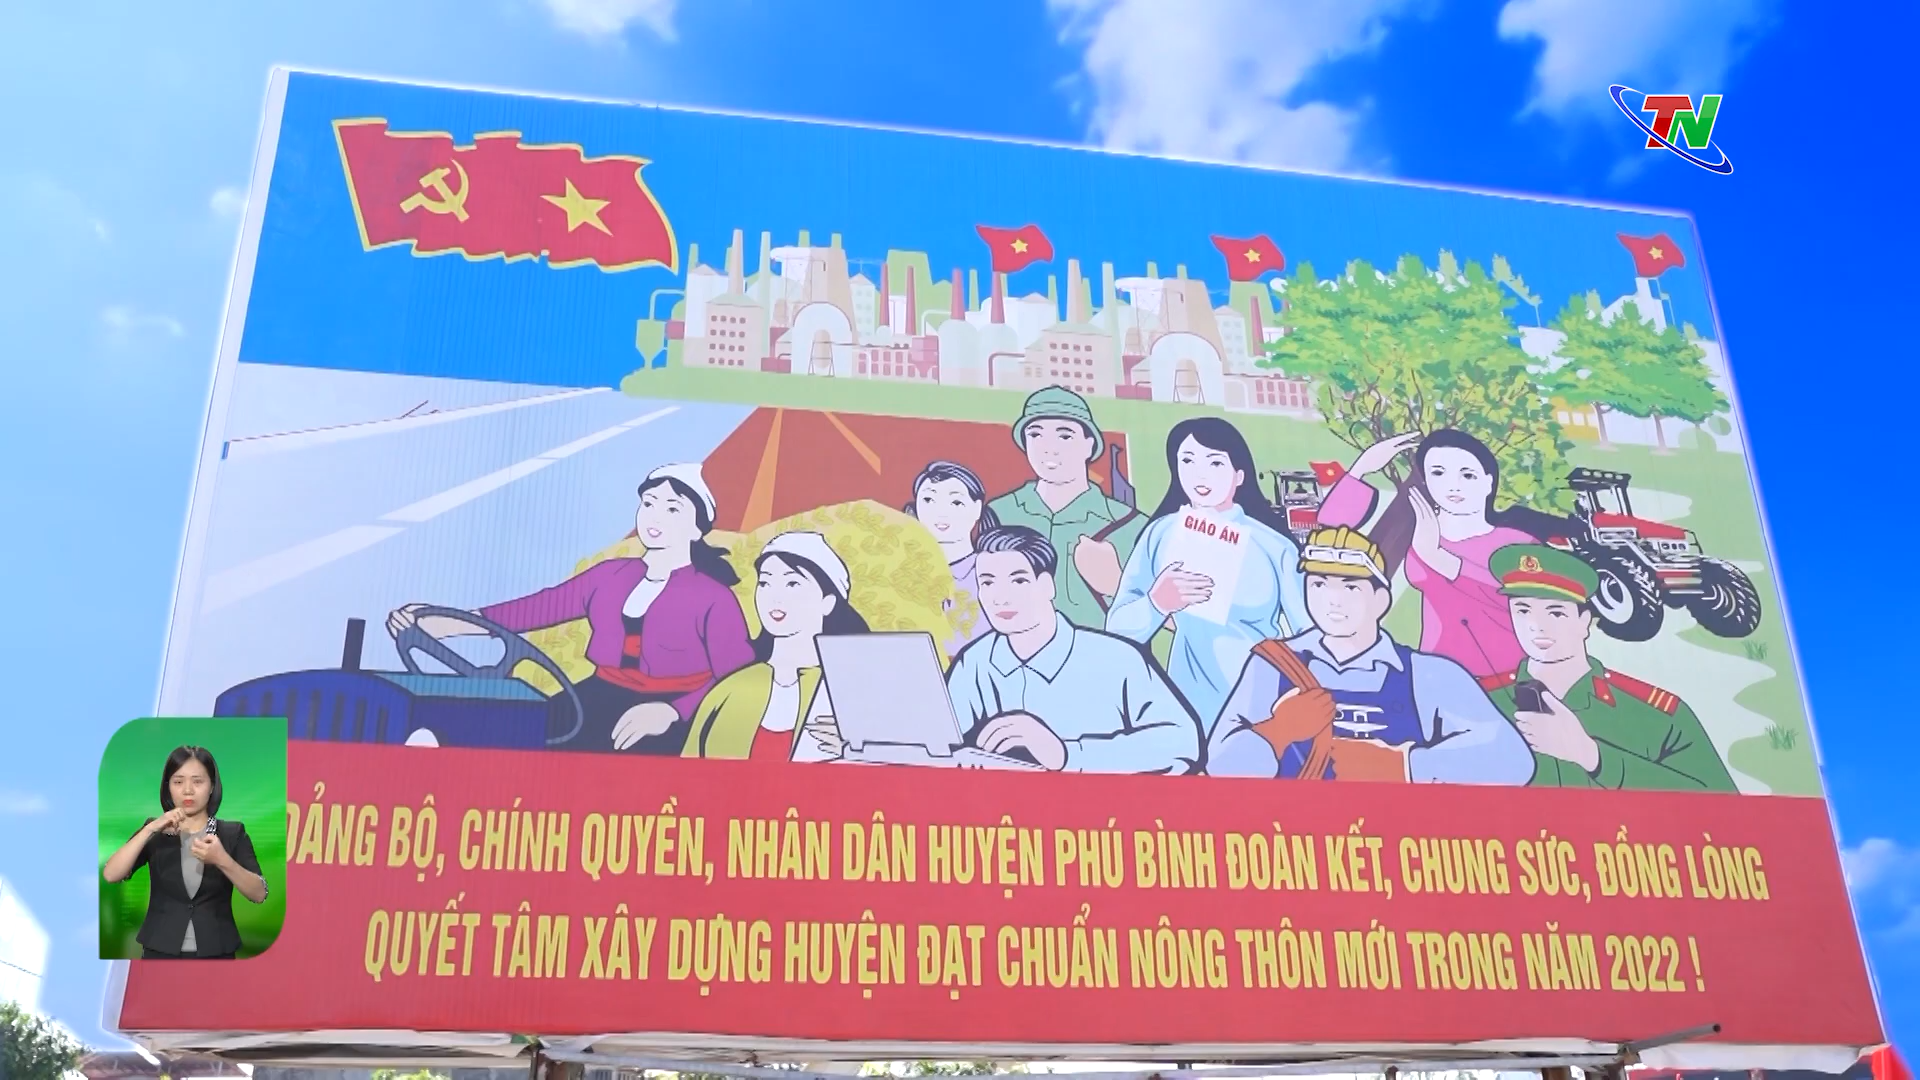 TN
GIÁO ÁN
ĐẢNG BỘ, CHÍNH QUYỀN, NHÂN DÂN HUYỆN PHÚ BÌNH ĐOÀN KẾT, CHUNG SỨC, ĐỒNG LÒNG
QUYẾT TÂM XÂY DỰNG HUYỆN ĐẠT CHUẨN NÔNG THÔN MỚI TRONG NĂM 2022 !